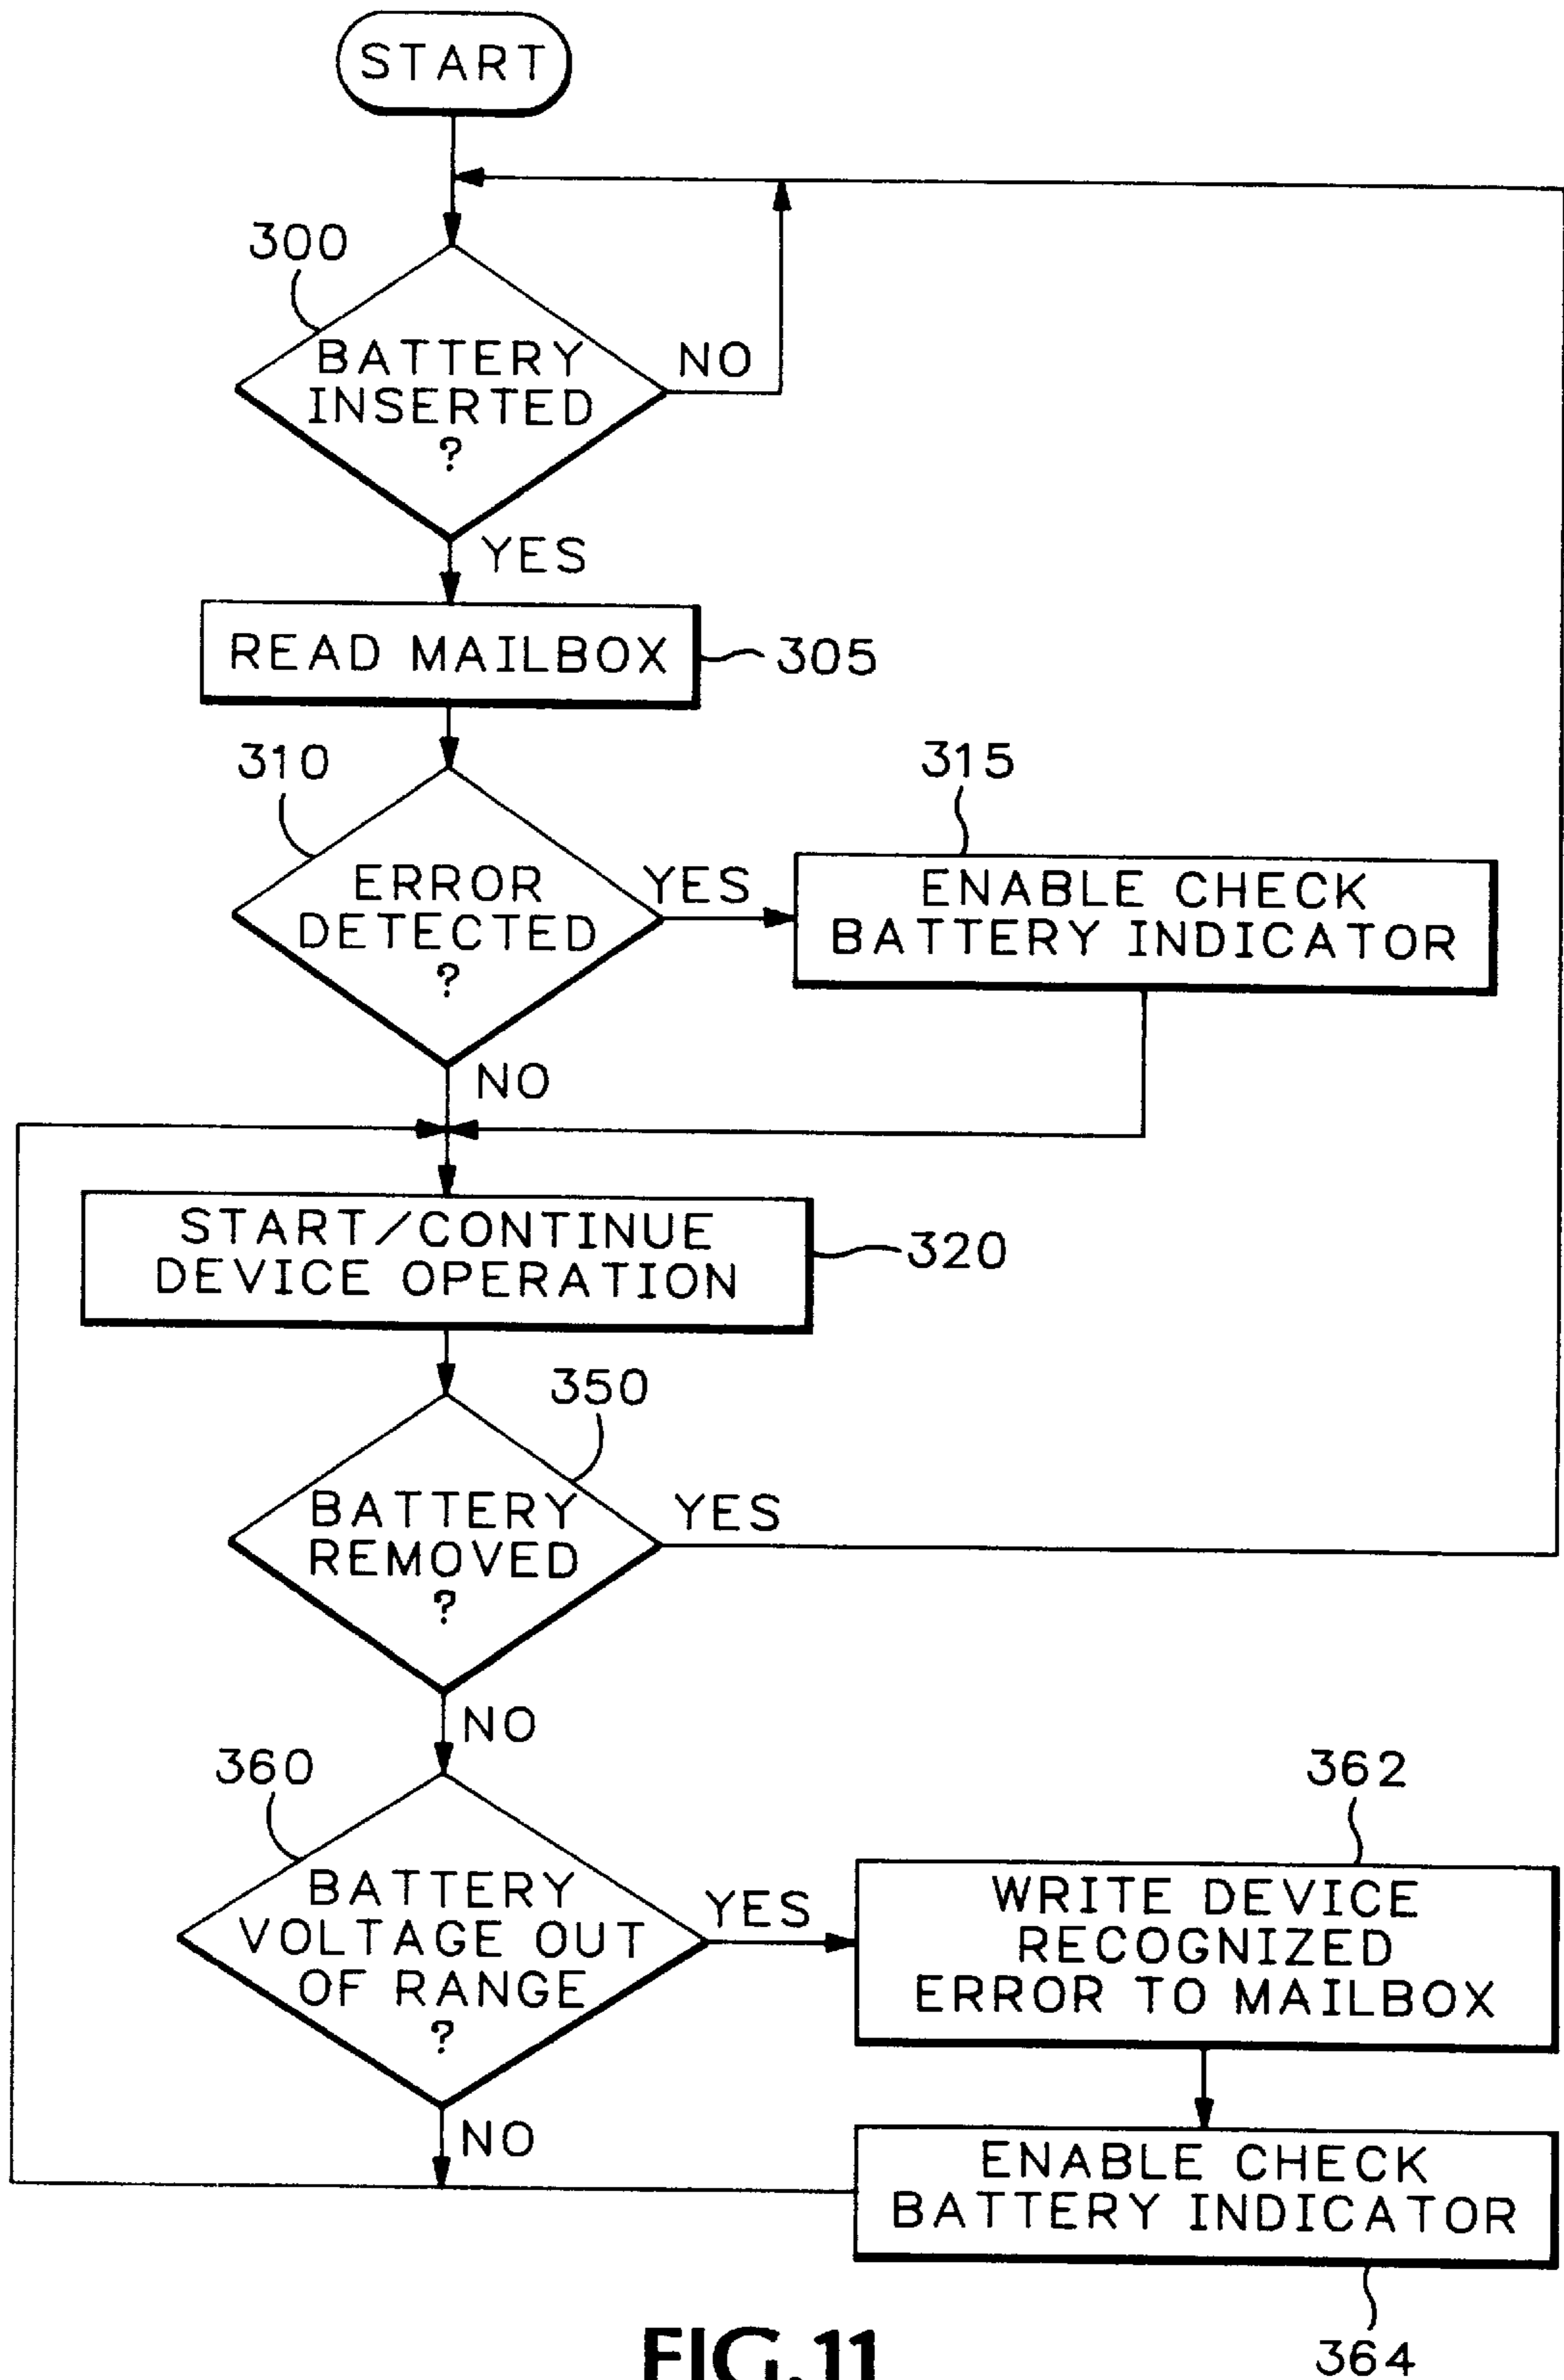 START
300
BATTERY
INSERTED
?
NO
YES
READ MAILBOX
305
310
ERROR
DETECTED
?
YES
315
ENABLE CHECK
BATTERY INDICATOR
NO
START/CONTINUE
DEVICE OPERATION
320
350
BATTERY
REMOVED
?
YES
NO
360
BATTERY
VOLTAGE OUT
OF RANGE
?
YES
362
WRITE DEVICE
RECOGNIZED
ERROR TO MAILBOX
NO
ENABLE CHECK
BATTERY INDICATOR
364
FIG.11